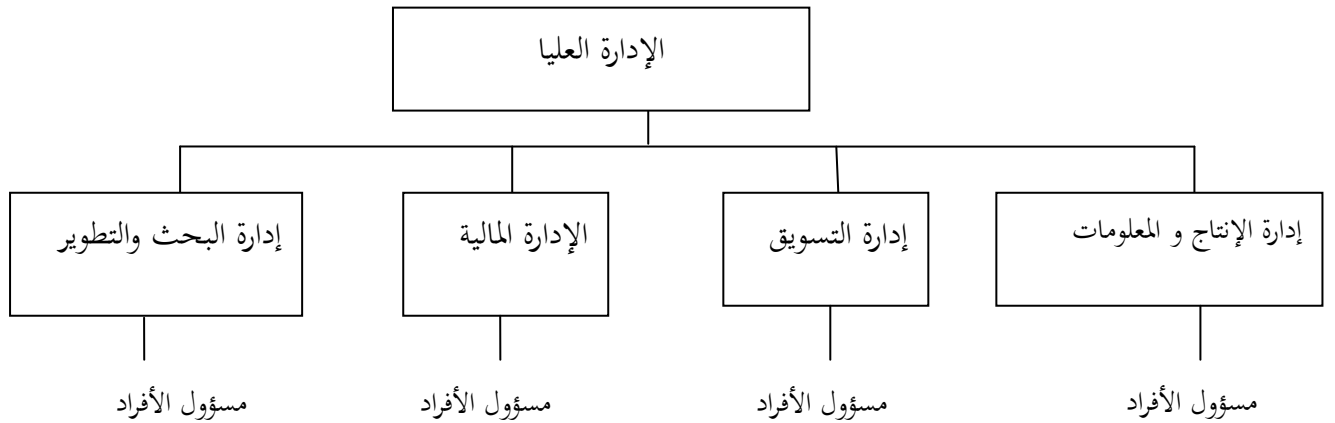 الإدارة العليا
إدارة الإنتاج و المعلومات
إدارة التسويق
الإدارة المالية
إدارة البحث والتطوير
مسؤول الأفراد
مسؤول الأفراد
مسؤول الأفراد
مسؤول الأفراد